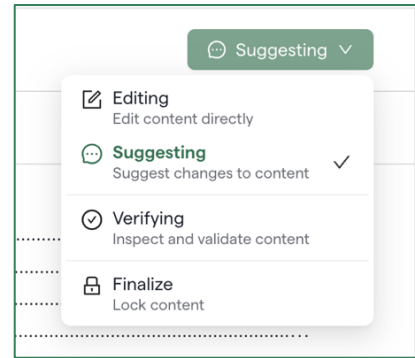 Suggesting
Editing
Edit content directly
Suggesting
Suggest changes to content
Verifying
Inspect and validate content
Finalize
Lock content